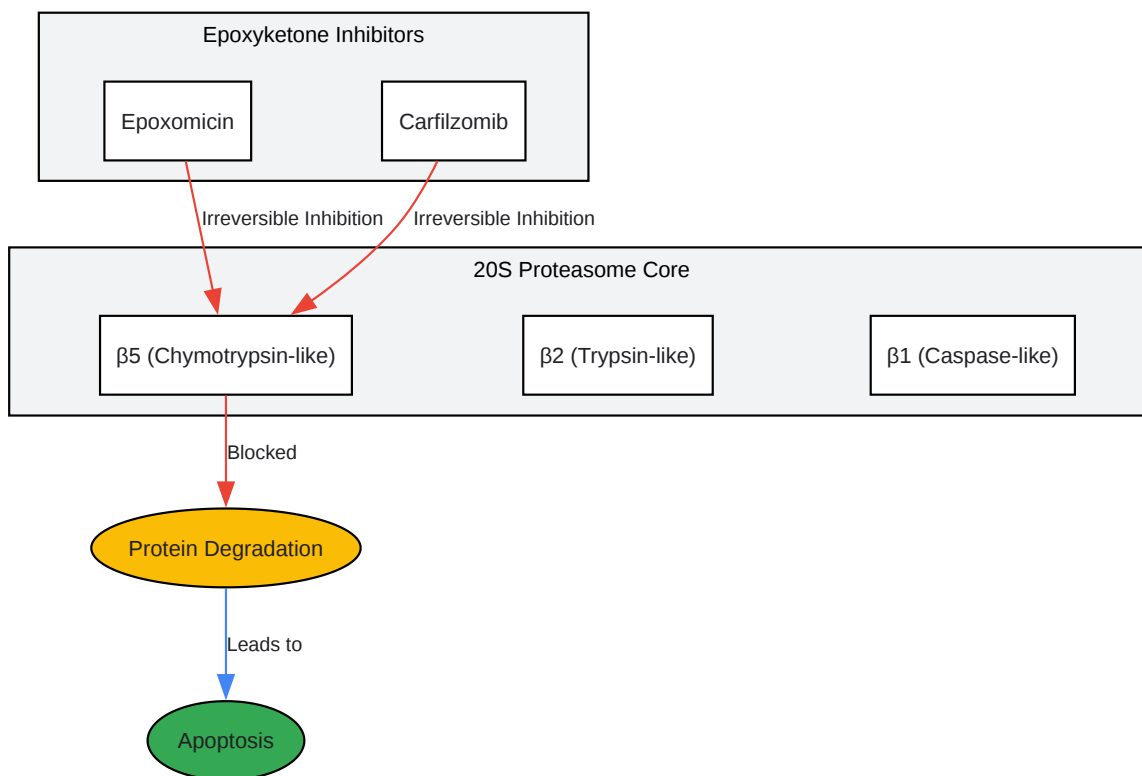 Epoxyketone Inhibitors
Epoxomicin
Carfilzomib
Irreversible Inhibition
Irreversible Inhibition
20S Proteasome Core
β5 (Chymotrypsin-like)
β2 (Trypsin-like)
β1 (Caspase-like)
Blocked
Protein Degradation
Leads to
Apoptosis